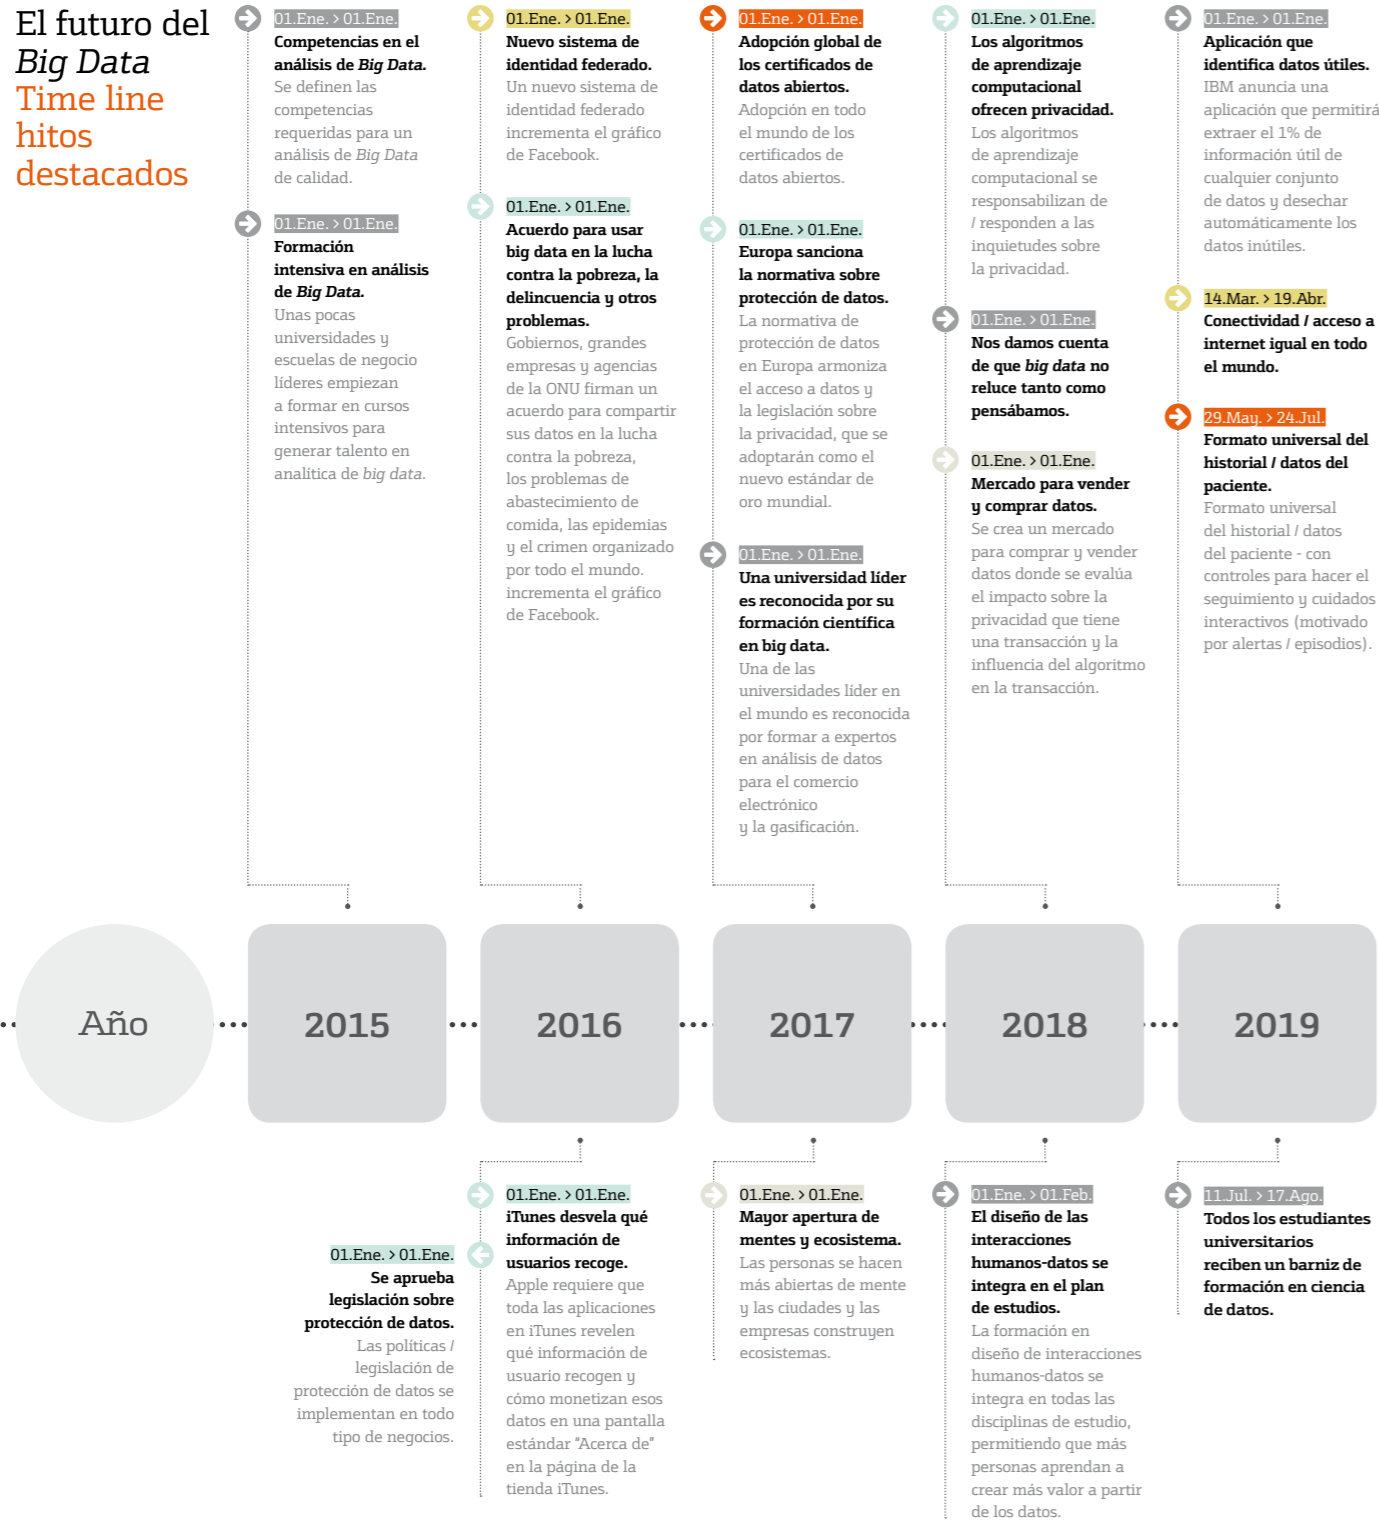 El futuro del
Big Data
Time line
hitos
destacados
01.Ene. > 01.Ene.
Competencias en el
análisis de Big Data.
Se definen las
competencias
requeridas para un
análisis de Big Data
de calidad.
01.Ene. > 01.Ene.
Formación
intensiva en análisis
de Big Data.
Unas pocas
universidades y
escuelas de negocio
líderes empiezan
a formar en cursos
intensivos para
generar talento en
analítica de big data.
01.Ene. > 01.Ene.
Nuevo sistema de
identidad federado.
Un nuevo sistema de
identidad federado
incrementa el gráfico
de Facebook.
01.Ene. > 01.Ene.
Acuerdo para usar
big data en la lucha
contra la pobreza, la
delincuencia y otros
problemas.
Gobiernos, grandes
empresas y agencias
de la ONU firman un
acuerdo para compartir
sus datos en la lucha
contra la pobreza,
los problemas de
abastecimiento de
comida, las epidemias
y el crimen organizado
por todo el mundo.
incrementa el gráfico
de Facebook.
01.Ene. > 01.Ene.
Adopción global de
los certificados de
datos abiertos.
Adopción en todo
el mundo de los
certificados de
datos abiertos.
01.Ene. > 01.Ene.
Europa sanciona
la normativa sobre
protección de datos.
La normativa de
protección de datos
en Europa armoniza
el acceso a datos y
la legislación sobre
la privacidad, que se
adoptarán como el
nuevo estándar de
oro mundial.
01.Ene. > 01.Ene.
Una universidad líder
es reconocida por su
formación científica
en big data.
Una de las
universidades líder en
el mundo es reconocida
por formar a expertos
en análisis de datos
para el comercio
electrónico
y la gasificación.
01.Ene. > 01.Ene.
Los algoritmos
de aprendizaje
computacional
ofrecen privacidad.
Los algoritmos
de aprendizaje
computacional se
responsabilizan de
/ responden a las
inquietudes sobre
la privacidad.
01.Ene. > 01.Ene.
Nos damos cuenta
de que big data no
reluce tanto como
pensábamos.
01.Ene. > 01.Ene.
Mercado para vender
y comprar datos.
Se crea un mercado
para comprar y vender
datos donde se evalúa
el impacto sobre la
privacidad que tiene
una transacción y la
influencia del algoritmo
en la transacción.
01.Ene. > 01.Ene.
Aplicación que
identifica datos útiles.
IBM anuncia una
aplicación que permitirá
extraer el 1% de
información útil de
cualquier conjunto
de datos y desechar
automáticamente los
datos inútiles.
14.Mar. > 19.Abr.
Conectividad / acceso a
internet igual en todo
el mundo.
29.May. > 24.Jul.
Formato universal del
historial / datos del
paciente.
Formato universal
del historial / datos
del paciente - con
controles para hacer el
seguimiento y cuidados
interactivos (motivado
por alertas / episodios).
Año
2015
2016
2017
2018
2019
01.Ene. > 01.Ene.
Se aprueba
legislación sobre
protección de datos.
Las políticas /
legislación de
protección de datos se
implementan en todo
tipo de negocios.
01.Ene. > 01.Ene.
iTunes desvela qué
información de
usuarios recoge.
Apple requiere que
toda las aplicaciones
en iTunes revelen
qué información de
usuario recogen y
cómo monetizan esos
datos en una pantalla
estándar "Acerca de"
en la página de la
tienda iTunes.
01.Ene. > 01.Ene.
Mayor apertura de
mentes y ecosistema.
Las personas se hacen
más abiertas de mente
y las ciudades y las
empresas construyen
ecosistemas.
01.Ene. > 01.Feb.
El diseño de las
interacciones
humanos-datos se
integra en el plan
de estudios.
La formación en
diseño de interacciones
humanos-datos se
integra en todas las
disciplinas de estudio,
permitiendo que más
personas aprendan a
crear más valor a partir
de los datos.
11.Jul. > 17.Ago.
Todos los estudiantes
universitarios
reciben un barniz de
formación en ciencia
de datos.